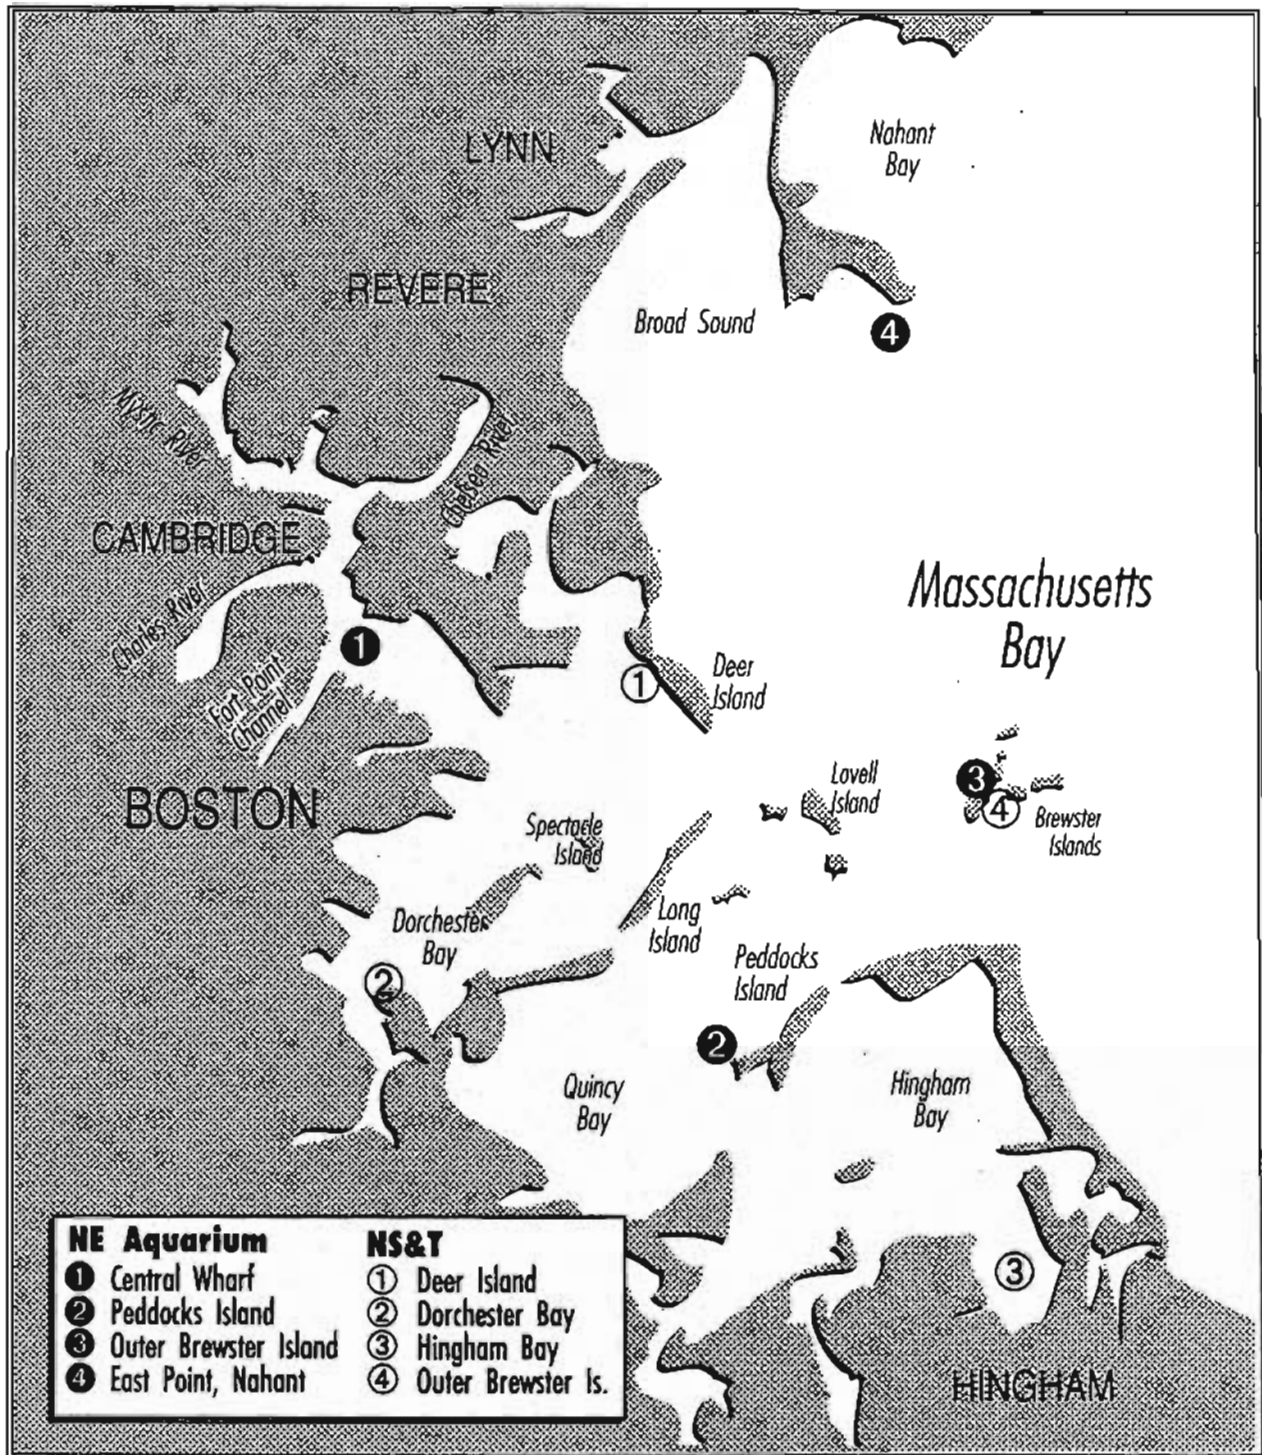 LYNN
Nahant
Bay
REVERE
Broad Sound
4
Mystic River
Chelsea River
CAMBRIDGE
Massachusetts
Bay
Charles River
1
Fort Point
Channel
1
Deer
Island
BOSTON
Lovell
Island
3
4
Brewster
Islands
Spectacle
Island
Dorchester
Bay
Long
Island
Peddocks
Island
2
2
Quincy
Bay
Hingham
Bay
3
HINGHAM
NE Aquarium
1 Central Wharf
2 Peddocks Island
3 Outer Brewster Island
4 East Point, Nahant
NS&T
1 Deer Island
2 Dorchester Bay
3 Hingham Bay
4 Outer Brewster Is.